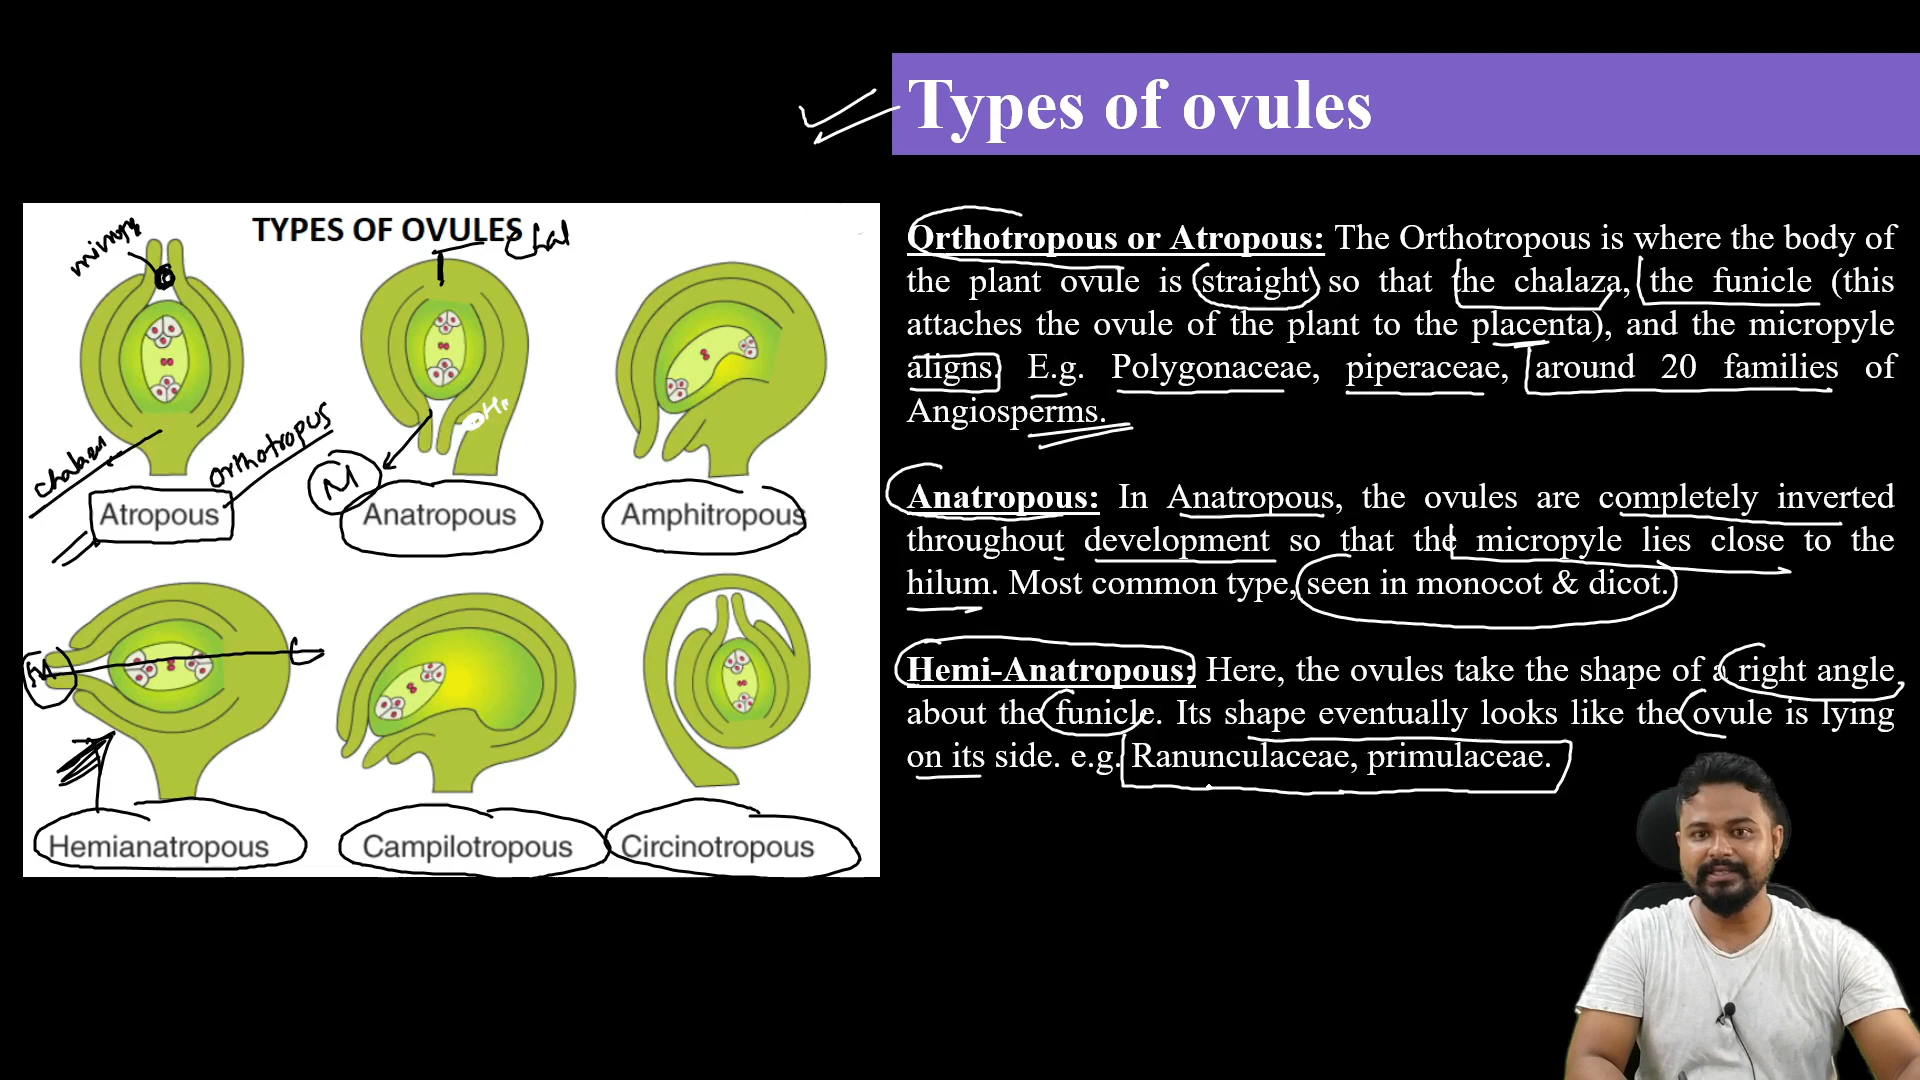 Types of ovules
TYPES OF OVULES
Chal
chalaza
orthotropus
M
Atropous
Anatropous
Amphitropous
M
C
Hemianatropous
Campilotropous
Circinotropous
Orthotropous or Atropous: The Orthotropous is where the body of
the plant ovule is straight so that the chalaza, the funicle (this
attaches the ovule of the plant to the placenta), and the micropyle
aligns. E.g. Polygonaceae, piperaceae, around 20 families of
Angiosperms.
Anatropous: In Anatropous, the ovules are completely inverted
throughout development so that the micropyle lies close to the
hilum. Most common type, seen in monocot & dicot.
Hemi-Anatropous: Here, the ovules take the shape of a right angle
about the funicle. Its shape eventually looks like the ovule is lying
on its side. e.g. Ranunculaceae, primulaceae.